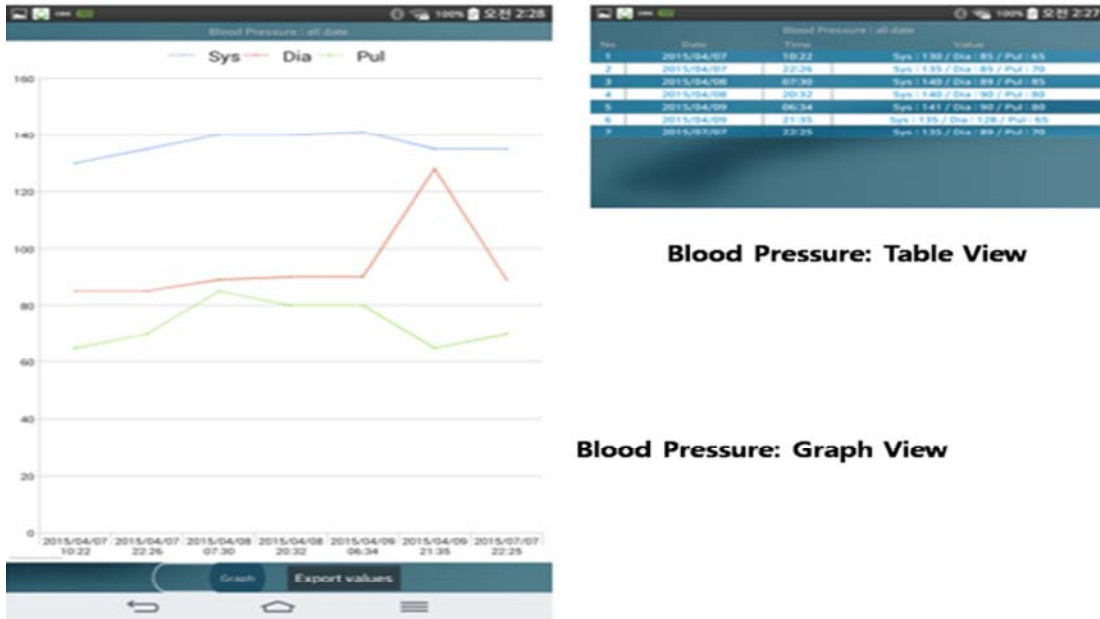 100% 오전 2:28
Blood Pressure : all date
Sys Dia Pul
160
140
120
100
80
60
40
20
0
2015/04/07 2015/04/07 2015/04/08 2015/04/08 2015/04/09 2015/04/09 2015/07/07
10:22 22:26 07:30 20:32 06:34 21:35 22:25
Graph Export values
100% 오전 2:27
Blood Pressure : all date
No Date Time Value
1 2015/04/07 10:22 Sys : 130 / Dia : 85 / Pul : 65
2 2015/04/07 22:26 Sys : 135 / Dia : 85 / Pul : 70
3 2015/04/08 07:30 Sys : 140 / Dia : 89 / Pul : 85
4 2015/04/08 20:32 Sys : 140 / Dia : 90 / Pul : 80
5 2015/04/09 06:34 Sys : 141 / Dia : 90 / Pul : 80
6 2015/04/09 21:35 Sys : 135 / Dia : 128 / Pul : 65
7 2015/07/07 22:25 Sys : 135 / Dia : 89 / Pul : 70
Blood Pressure: Table View
Blood Pressure: Graph View